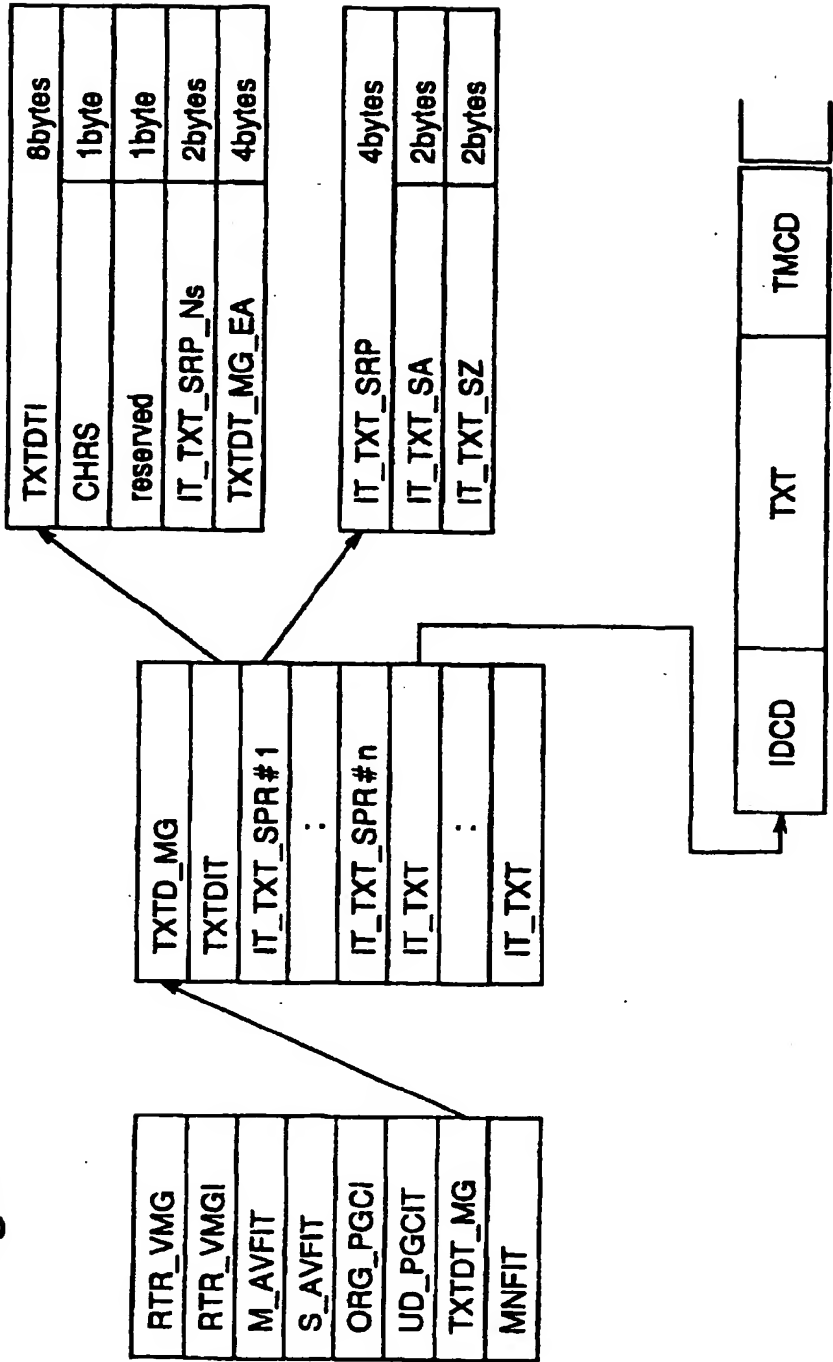 RTR_VMG
RTR_VMGI
M_AVFIT
S_AVFIT
ORG_PGCI
UD_PGCIT
TXTDT_MG
MNFIT
TXTD_MG
TXTDIT
IT_TXT_SPR#1
:
IT_TXT_SPR#n
IT_TXT
:
IT_TXT
TXTDTI 8bytes
CHRS 1byte
reserved 1byte
IT_TXT_SRP_Ns 2bytes
TXTDT_MG_EA 4bytes
IT_TXT_SRP 4bytes
IT_TXT_SA 2bytes
IT_TXT_SZ 2bytes
IDCD TXT TMCD